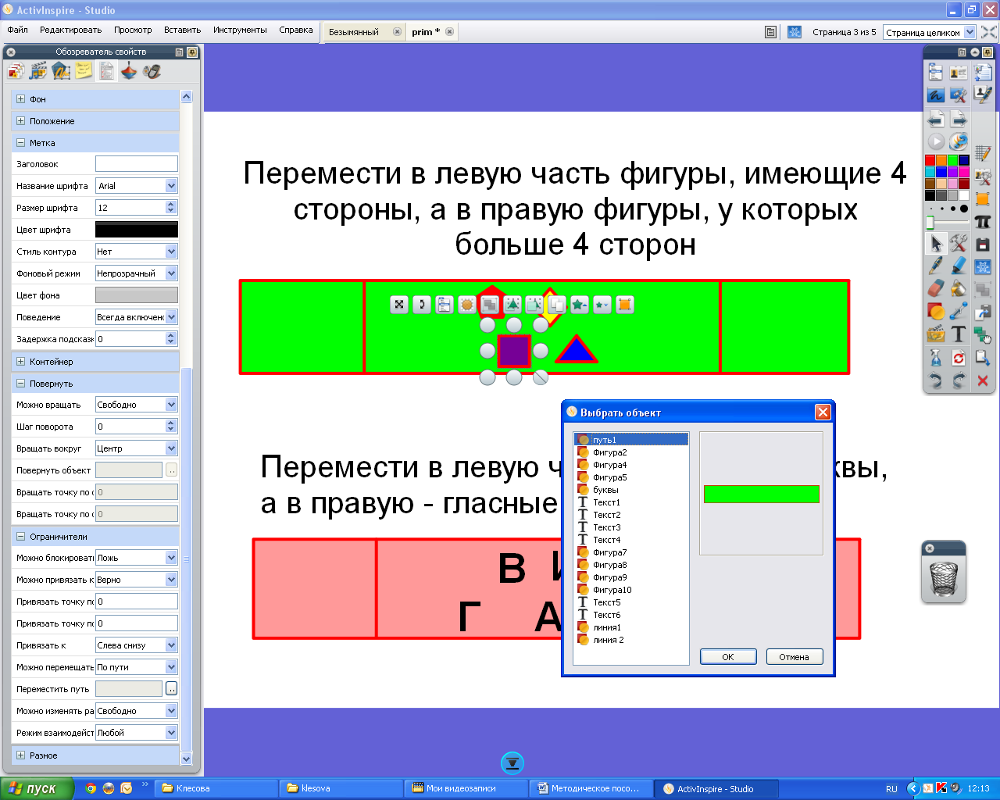 ActivInspire - Studio
Файл Редактировать Просмотр Вставить Инструменты Справка
Безымянный
prim *
Страница 3 из 5
Страница целиком
Обозреватель свойств
Фон
Положение
Метка
Заголовок
Название шрифта Arial
Размер шрифта 12
Цвет шрифта
Стиль контура Нет
Фоновый режим Непрозрачный
Цвет фона
Поведение Всегда включено
Задержка подсказк 0
Контейнер
Повернуть
Можно вращать Свободно
Шаг поворота 0
Вращать вокруг Центр
Повернуть объект ..
Вращать точку по 0
Вращать точку по 0
Ограничители
Можно блокироват Ложь
Можно привязать к Верно
Привязать точку по 0
Привязать точку по 0
Привязать к Слева снизу
Можно перемещать По пути
Переместить путь ..
Можно изменять ра Свободно
Режим взаимодейст Любой
Разное
Перемести в левую часть фигуры, имеющие 4
стороны, а в правую фигуры, у которых
больше 4 сторон
Перемести в левую ч квы,
а в правую - гласные
В И
Г А
Выбрать объект
путь1
Фигура2
Фигура4
Фигура5
буквы
Текст1
Текст2
Текст3
Текст4
Фигура7
Фигура8
Фигура9
Фигура10
Текст5
Текст6
линия1
линия 2
ОК
Отмена
пуск
Клесова
klesova
Мои видеозаписи
Методическое посо...
ActivInspire - Studio
RU
12:13